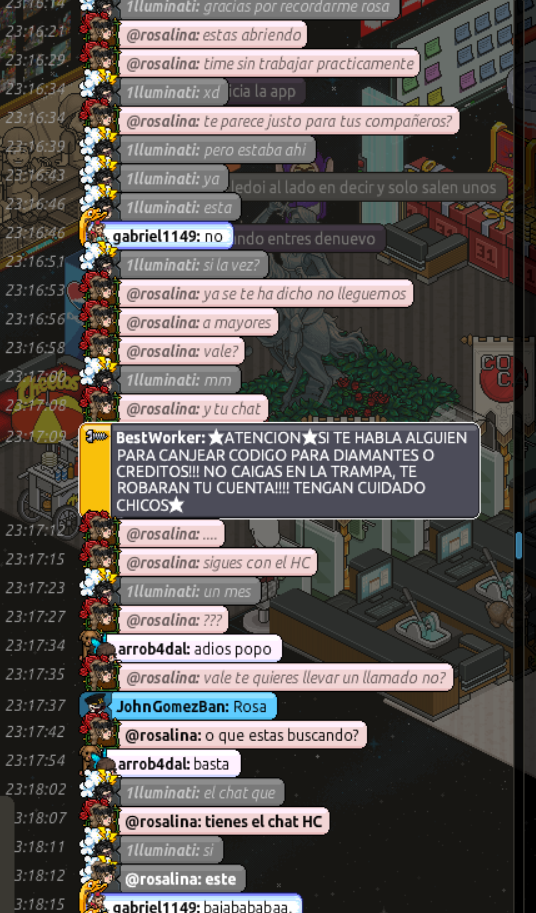 23:16:14 1lluminati: gracias por recordarme rosa
23:16:21 @rosalina: estas abriendo
23:16:29 @rosalina: time sin trabajar practicamente
23:16:34 1lluminati: xd icia la app
23:16:34 @rosalina: te parece justo para tus compañeros?
23:16:39 1lluminati: pero estaba ahi
23:16:43 1lluminati: ya edoi al lado en decir y solo salen unos
23:16:46 1lluminati: esta
23:16:46 gabriel1149: no ndo entres denuevo
23:16:51 1lluminati: si la vez?
23:16:53 @rosalina: ya se te ha dicho no lleguemos
23:16:56 @rosalina: a mayores
23:16:58 @rosalina: vale?
23:17:00 1lluminati: mm
23:17:08 @rosalina: y tu chat
23:17:09 BestWorker: ★ATENCION★SI TE HABLA ALGUIEN
PARA CANJEAR CODIGO PARA DIAMANTES O
CREDITOS!!! NO CAIGAS EN LA TRAMPA, TE
ROBARAN TU CUENTA!!!! TENGAN CUIDADO
CHICOS★
23:17:12 @rosalina: ....
23:17:15 @rosalina: sigues con el HC
23:17:23 1lluminati: un mes
23:17:27 @rosalina: ???
23:17:34 arrob4dal: adios popo
23:17:35 @rosalina: vale te quieres llevar un llamado no?
23:17:37 JohnGomezBan: Rosa
23:17:42 @rosalina: o que estas buscando?
23:17:54 arrob4dal: basta
23:18:02 1lluminati: el chat que
23:18:07 @rosalina: tienes el chat HC
23:18:11 1lluminati: si
23:18:12 @rosalina: este
3:18:15 gabriel1149: bajabababaa.
31
31
CO
C